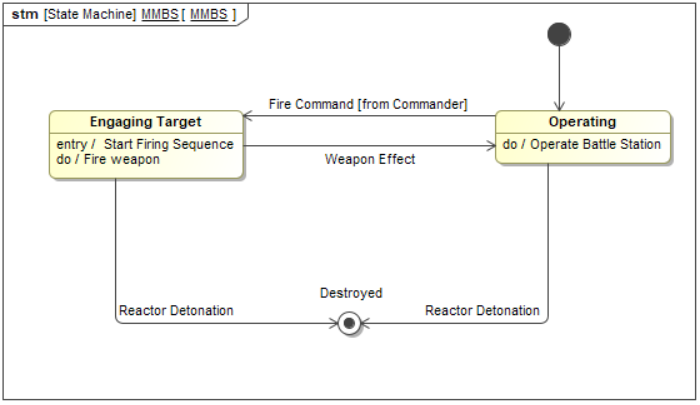 stm [State Machine] MMBS [ MMBS ]
Fire Command [from Commander]
Engaging Target
entry / Start Firing Sequence
do / Fire weapon
Operating
do / Operate Battle Station
Weapon Effect
Destroyed
Reactor Detonation
Reactor Detonation